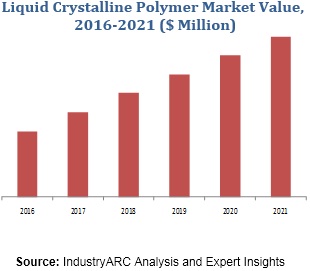 Liquid Crystalline Polymer Market Value,
2016-2021 ($ Million)
2016 2017 2018 2019 2020 2021
Source: IndustryARC Analysis and Expert Insights